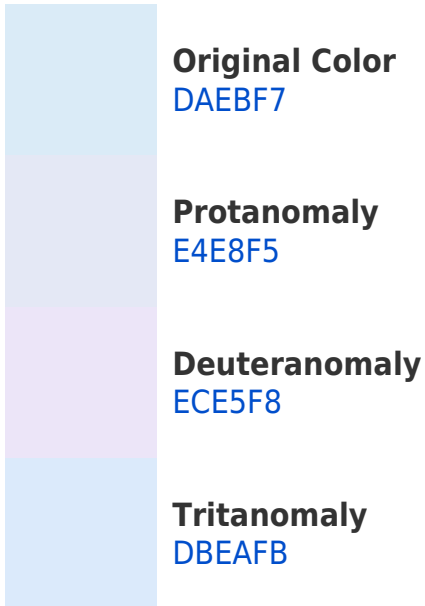 Original Color
DAEBF7
Protanomaly
E4E8F5
Deuteranomaly
ECE5F8
Tritanomaly
DBEAFB